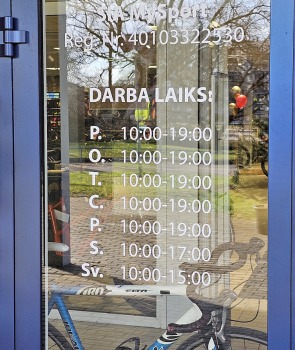 SIA MySport
Reg. Nr. 40103322530
DARBA LAIKS:
P. 10:00-19:00
O. 10:00-19:00
T. 10:00-19:00
C. 10:00-19:00
P. 10:00-19:00
S. 10:00-17:00
Sv. 10:00-15:00